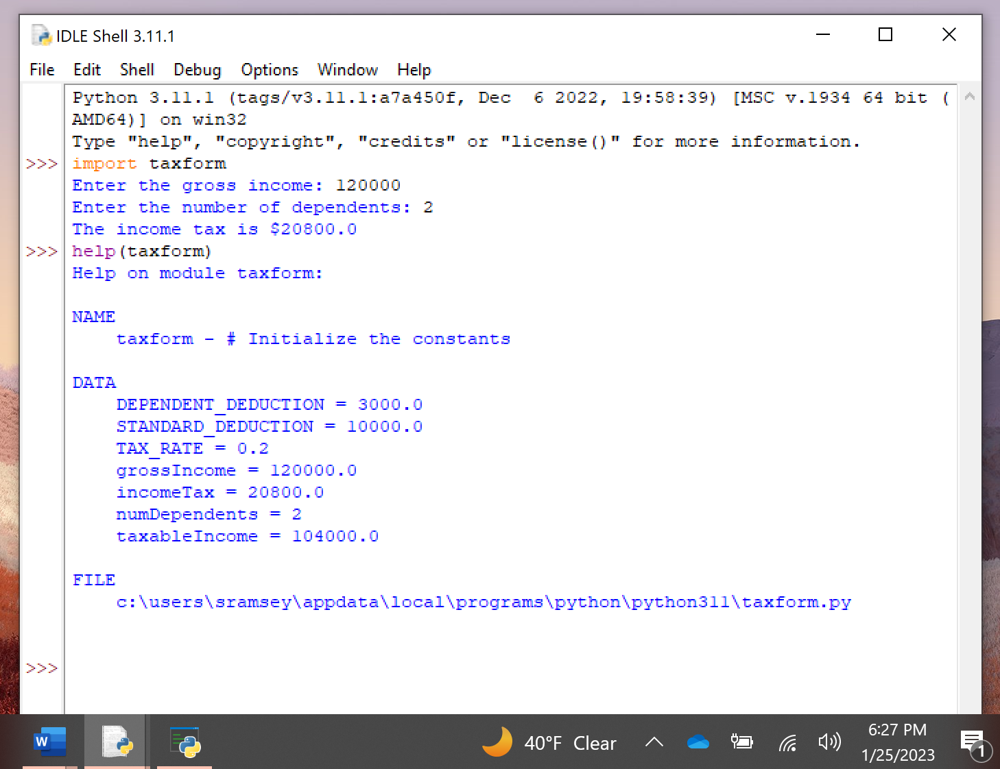 IDLE Shell 3.11.1
File Edit Shell Debug Options Window Help
Python 3.11.1 (tags/v3.11.1:a7a450f, Dec  6 2022, 19:58:39) [MSC v.1934 64 bit (
AMD64)] on win32
Type "help", "copyright", "credits" or "license()" for more information.
>>> import taxform
Enter the gross income: 120000
Enter the number of dependents: 2
The income tax is $20800.0
>>> help(taxform)
Help on module taxform:
NAME
taxform - # Initialize the constants
DATA
DEPENDENT_DEDUCTION = 3000.0
STANDARD_DEDUCTION = 10000.0
TAX_RATE = 0.2
grossIncome = 120000.0
incomeTax = 20800.0
numDependents = 2
taxableIncome = 104000.0
FILE
c:\users\sramsey\appdata\local\programs\python\python311\taxform.py
>>>
W
40°F Clear
6:27 PM
1/25/2023
1